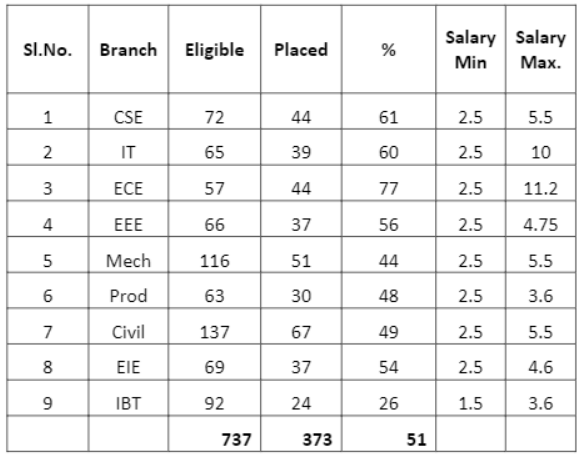 Sl.No. Branch Eligible Placed % Salary Min Salary Max.
1 CSE 72 44 61 2.5 5.5
2 IT 65 39 60 2.5 10
3 ECE 57 44 77 2.5 11.2
4 EEE 66 37 56 2.5 4.75
5 Mech 116 51 44 2.5 5.5
6 Prod 63 30 48 2.5 3.6
7 Civil 137 67 49 2.5 5.5
8 EIE 69 37 54 2.5 4.6
9 IBT 92 24 26 1.5 3.6
737 373 51